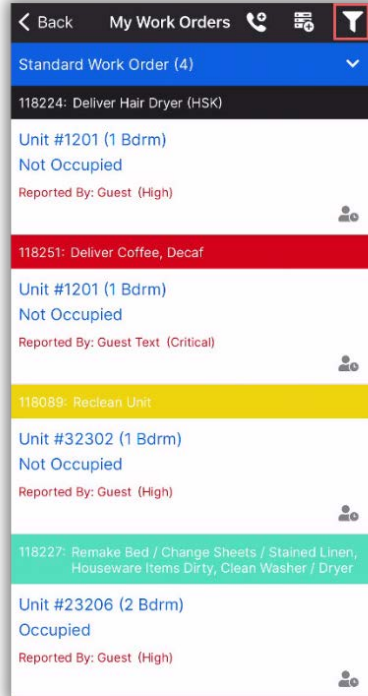 Back My Work Orders
Standard Work Order (4)
118224: Deliver Hair Dryer (HSK)
Unit #1201 (1 Bdrm)
Not Occupied
Reported By: Guest (High)
118251: Deliver Coffee, Decaf
Unit #1201 (1 Bdrm)
Not Occupied
Reported By: Guest Text (Critical)
118089: Reclean Unit
Unit #32302 (1 Bdrm)
Not Occupied
Reported By: Guest (High)
118227: Remake Bed / Change Sheets / Stained Linen,
Houseware Items Dirty, Clean Washer / Dryer
Unit #23206 (2 Bdrm)
Occupied
Reported By: Guest (High)